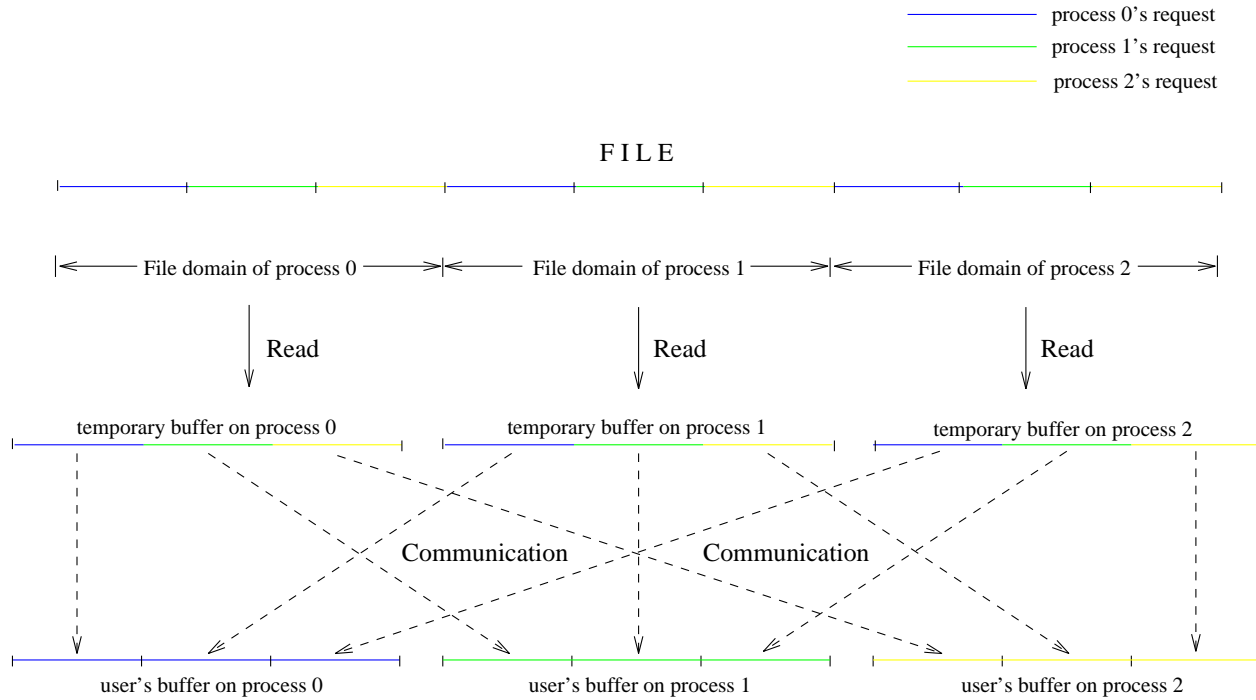 process 0's request
process 1's request
process 2's request
F I L E
File domain of process 0
File domain of process 1
File domain of process 2
Read
Read
Read
temporary buffer on process 0
temporary buffer on process 1
temporary buffer on process 2
Communication
Communication
user's buffer on process 0
user's buffer on process 1
user's buffer on process 2